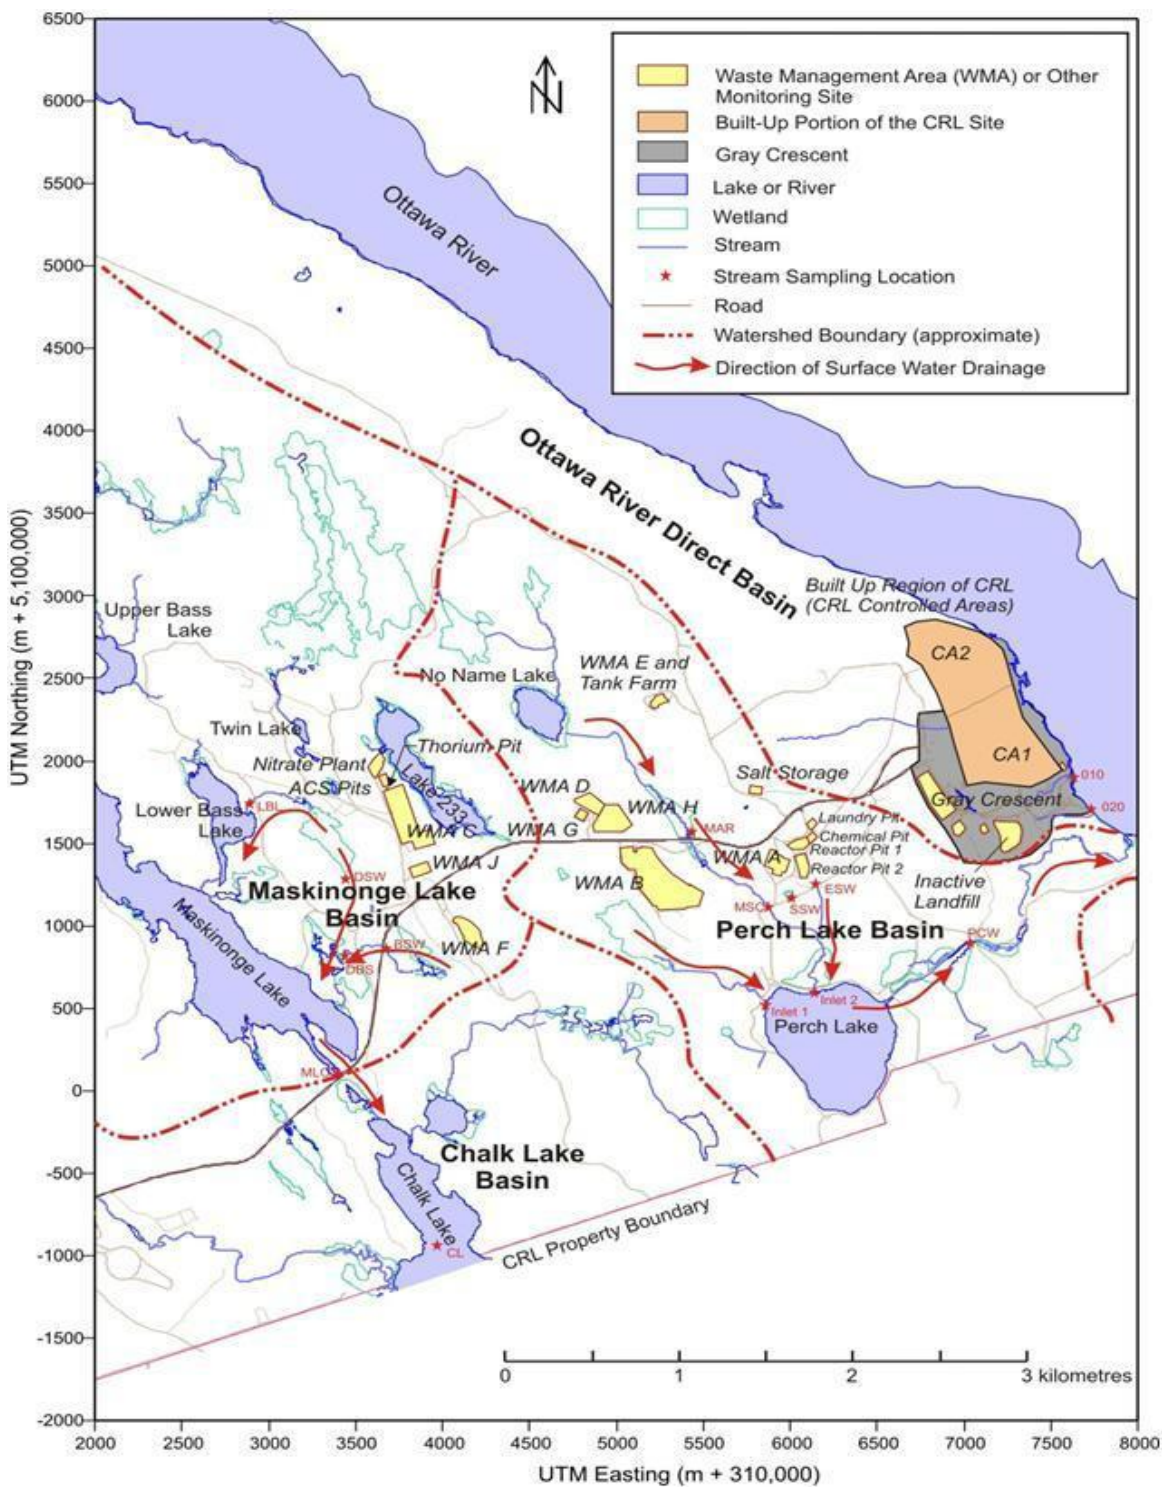 6500
6000
5500
5000
4500
4000
3500
3000
2500
2000
1500
1000
500
0
-500
-1000
-1500
-2000
UTM Northing (m + 5,100,000)
N
Waste Management Area (WMA) or Other
Monitoring Site
Built-Up Portion of the CRL Site
Gray Crescent
Lake or River
Wetland
Stream
Stream Sampling Location
Road
Watershed Boundary (approximate)
Direction of Surface Water Drainage
Ottawa River
Ottawa River Direct Basin
Built Up Region of CRL
(CRL Controlled Areas)
CA2
CA1
Gray Crescent
010
020
Upper Bass
Lake
No Name Lake
WMA E and
Tank Farm
Twin Lake
Thorium Pit
Nitrate Plant
ACS Pits
Lake 233
Salt Storage
LBL
Lower Bass
Lake
WMA D
WMA H
WMA G
WMA C
MAR
Laundry Pit
Chemical Pit
Reactor Pit 1
Reactor Pit 2
WMA A
WMA J
WMA B
DSW
ESW
MSC
SSW
Inactive
Landfill
Maskinonge Lake
Basin
Perch Lake Basin
PCW
WMA F
BSW
DBS
Maskinonge Lake
Inlet 1
Inlet 2
Perch Lake
Chalk Lake
Basin
Chalk Lake
CL
CRL Property Boundary
0
1
2
3 kilometres
2000
2500
3000
3500
4000
4500
5000
5500
6000
6500
7000
7500
8000
UTM Easting (m + 310,000)